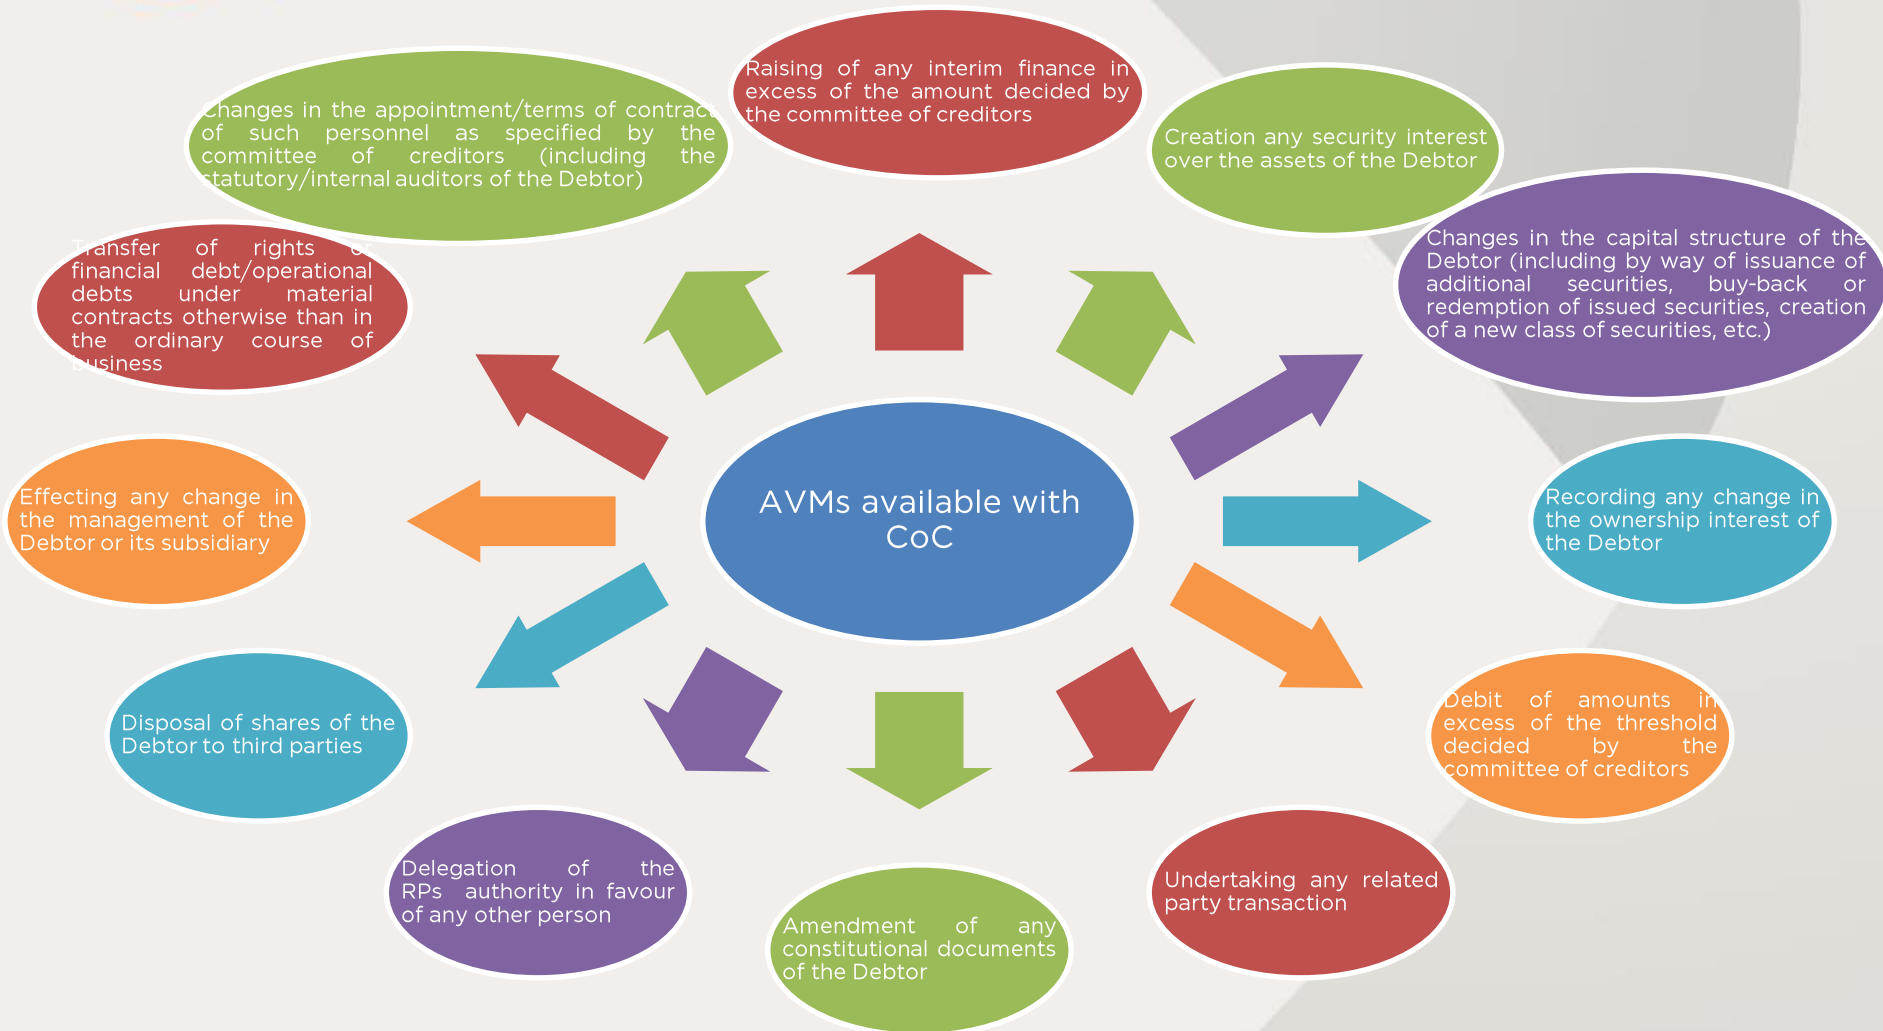 Raising of any interim finance in
excess of the amount decided by
the committee of creditors
Changes in the appointment/terms of contract
of such personnel as specified by the
committee of creditors (including the
statutory/internal auditors of the Debtor)
Creation any security interest
over the assets of the Debtor
Transfer of rights or
financial debt/operational
debts under material
contracts otherwise than in
the ordinary course of
business
Changes in the capital structure of the
Debtor (including by way of issuance of
additional securities, buy-back or
redemption of issued securities, creation
of a new class of securities, etc.)
Effecting any change in
the management of the
Debtor or its subsidiary
AVMs available with
CoC
Recording any change in
the ownership interest of
the Debtor
Disposal of shares of the
Debtor to third parties
Debit of amounts in
excess of the threshold
decided by the
committee of creditors
Delegation of the
RPs authority in favour
of any other person
Amendment of any
constitutional documents
of the Debtor
Undertaking any related
party transaction